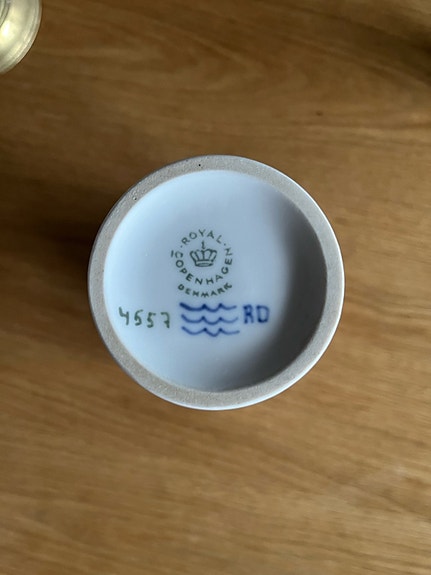 ROYAL
COPENHAGEN
DENMARK
4557 RD